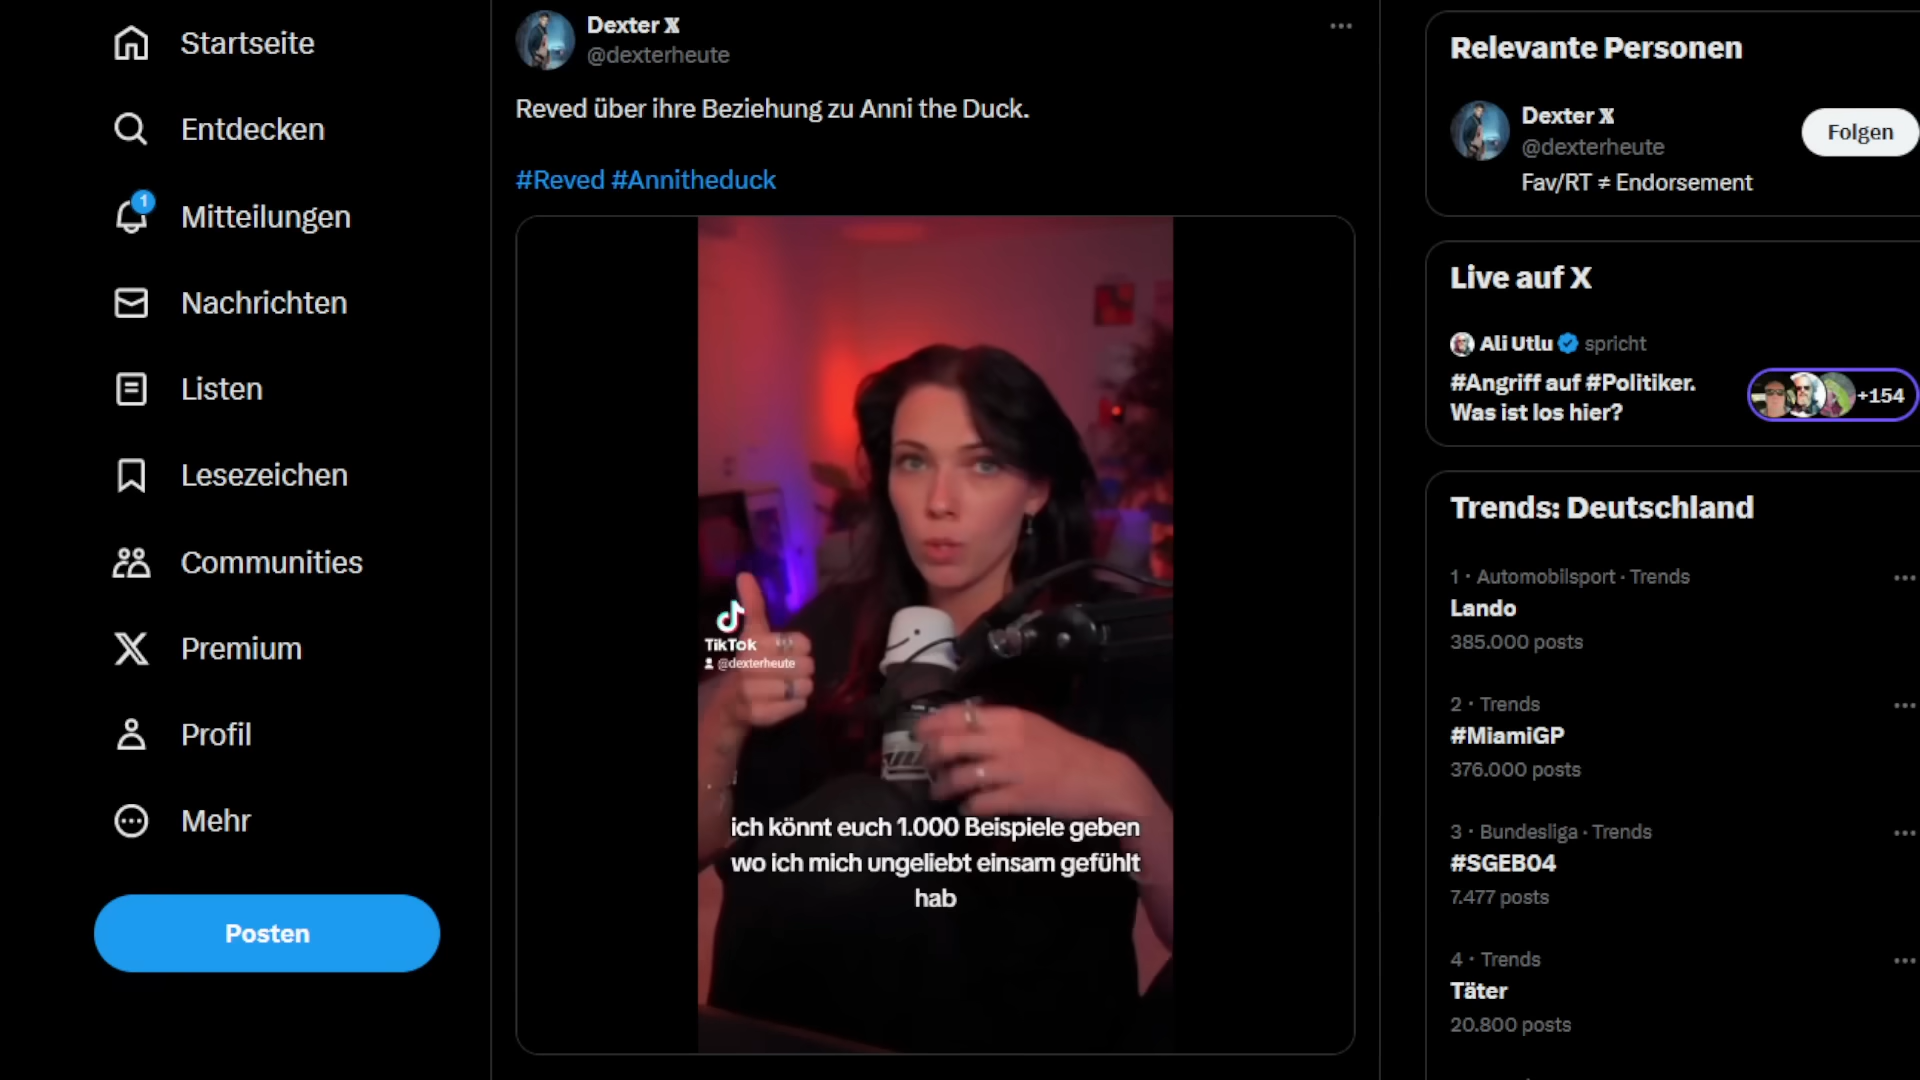 Startseite
Entdecken
1
Mitteilungen
Nachrichten
Listen
Lesezeichen
Communities
Premium
Profil
Mehr
Posten
Dexter 𝕏
@dexterheute
Reved über ihre Beziehung zu Anni the Duck.
#Reved #Annitheduck
TikTok
@dexterheute
ich könnt euch 1.000 Beispiele geben
wo ich mich ungeliebt einsam gefühlt
hab
Relevante Personen
Dexter 𝕏
@dexterheute
Folgen
Fav/RT ≠ Endorsement
Live auf X
Ali Utlu spricht
#Angriff auf #Politiker.
Was ist los hier?
+154
Trends: Deutschland
1 · Automobilsport · Trends
Lando
385.000 posts
2 · Trends
#MiamiGP
376.000 posts
3 · Bundesliga · Trends
#SGEB04
7.477 posts
4 · Trends
Täter
20.800 posts